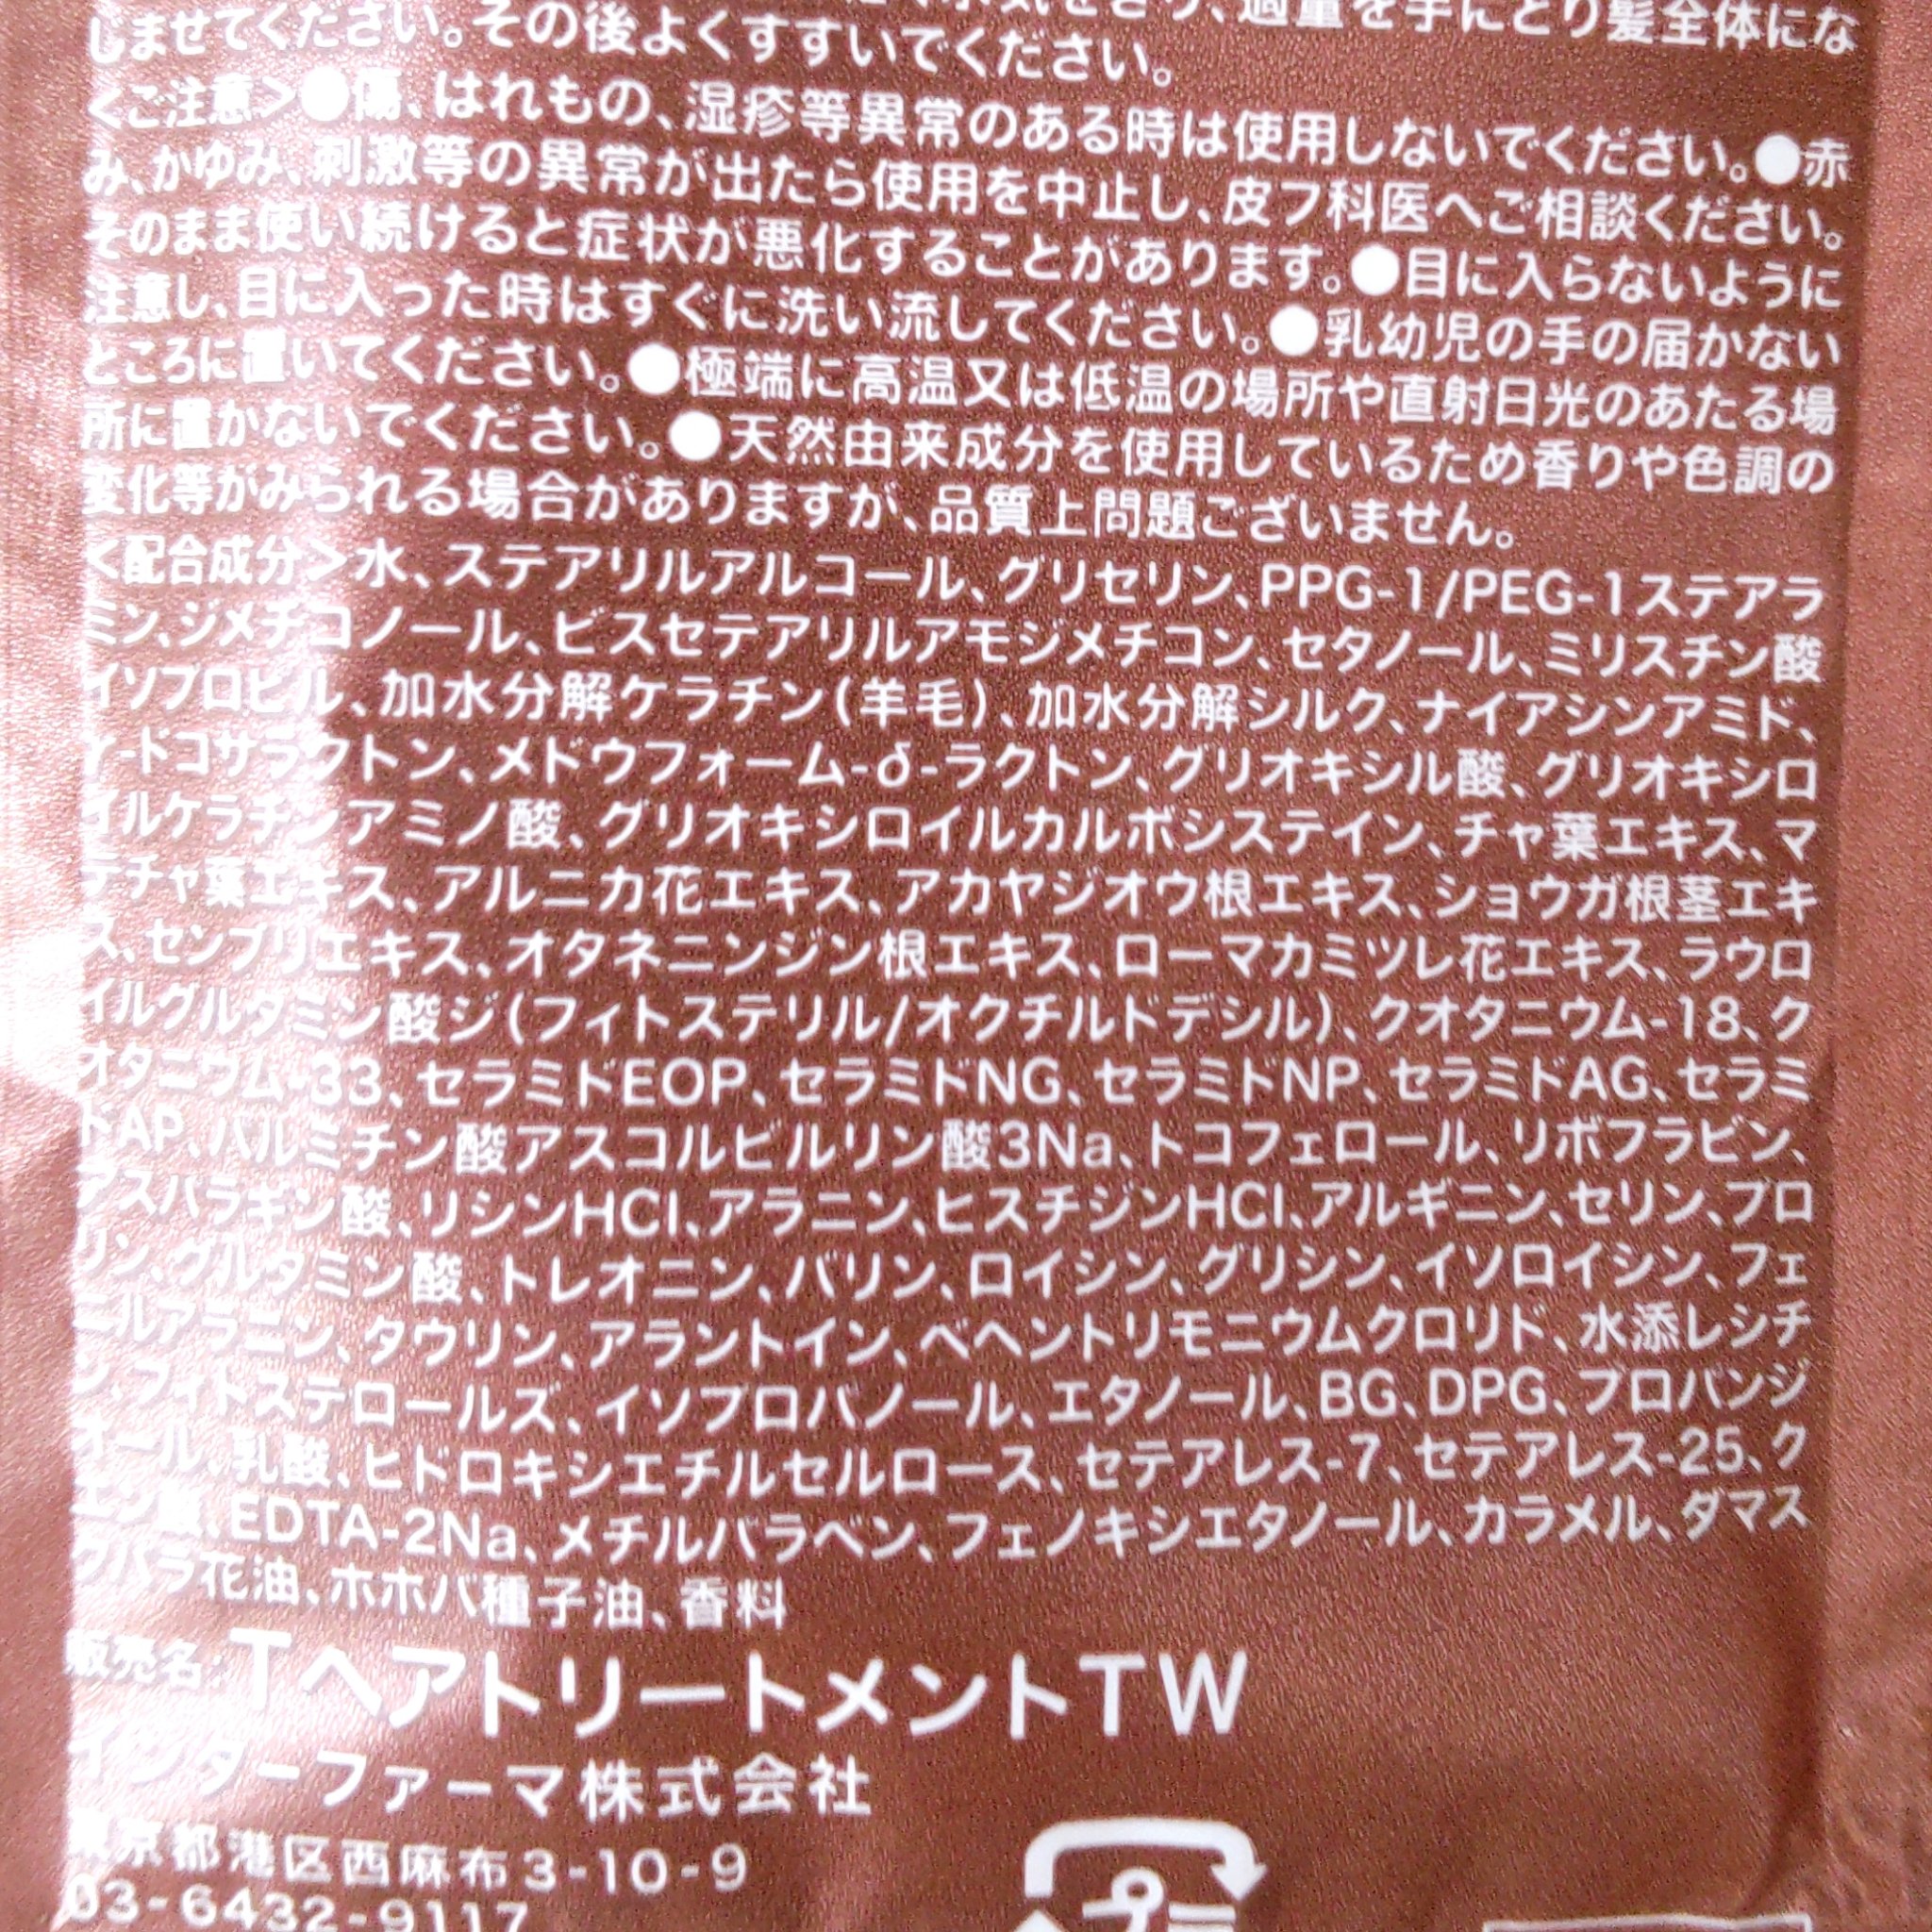 水気をきり、適量を手にとり髪全体にな
じませてください。その後よくすすいでください。
<ご注意>●傷、はれもの、湿疹等異常のある時は使用しないでください。●赤
み、かゆみ、刺激等の異常が出たら使用を中止し、皮フ科医へご相談ください。
そのまま使い続けると症状が悪化することがあります。●目に入らないように
注意し、目に入った時はすぐに洗い流してください。●乳幼児の手の届かない
ところに置いてください。●極端に高温又は低温の場所や直射日光のあたる場
所に置かないでください。●天然由来成分を使用しているため香りや色調の
変化等がみられる場合がありますが、品質上問題ございません。
<配合成分>水、ステアリルアルコール、グリセリン、PPG-1/PEG-1ステアラ
ミン、ジメチコノール、ビスセテアリルアモジメチコン、セタノール、ミリスチン酸
イソプロピル、加水分解ケラチン(羊毛)、加水分解シルク、ナイアシンアミド、
γ-ドコサラクトン、メドウフォーム-δ-ラクトン、グリオキシル酸、グリオキシロ
イルケラチンアミノ酸、グリオキシロイルカルボシステイン、チャ葉エキス、マ
テチャ葉エキス、アルニカ花エキス、アカヤジオウ根エキス、ショウガ根茎エキ
ス、センブリエキス、オタネニンジン根エキス、ローマカミツレ花エキス、ラウロ
イルグルタミン酸ジ(フィトステリル/オクチルドデシル)、クオタニウム-18、ク
オタニウム-33、セラミドEOP、セラミドNG、セラミドNP、セラミドAG、セラミ
ドAP、パルミチン酸アスコルビルリン酸3Na、トコフェロール、リボフラビン、
アスパラギン酸、リシンHCl、アラニン、ヒスチジンHCl、アルギニン、セリン、プロ
リン、グルタミン酸、トレオニン、バリン、ロイシン、グリシン、イソロイシン、フェ
ニルアラニン、タウリン、アラントイン、ベヘントリモニウムクロリド、水添レシチ
ン、フィトステロールズ、イソプロパノール、エタノール、BG、DPG、プロパンジ
オール、乳酸、ヒドロキシエチルセルロース、セテアレス-7、セテアレス-25、ク
エン酸、EDTA-2Na、メチルパラベン、フェノキシエタノール、カラメル、ダマス
クバラ花油、ホホバ種子油、香料
販売名:TヘアトリートメントTW
インターファーマ株式会社
東京都港区西麻布3-10-9
03-6432-9117
プ